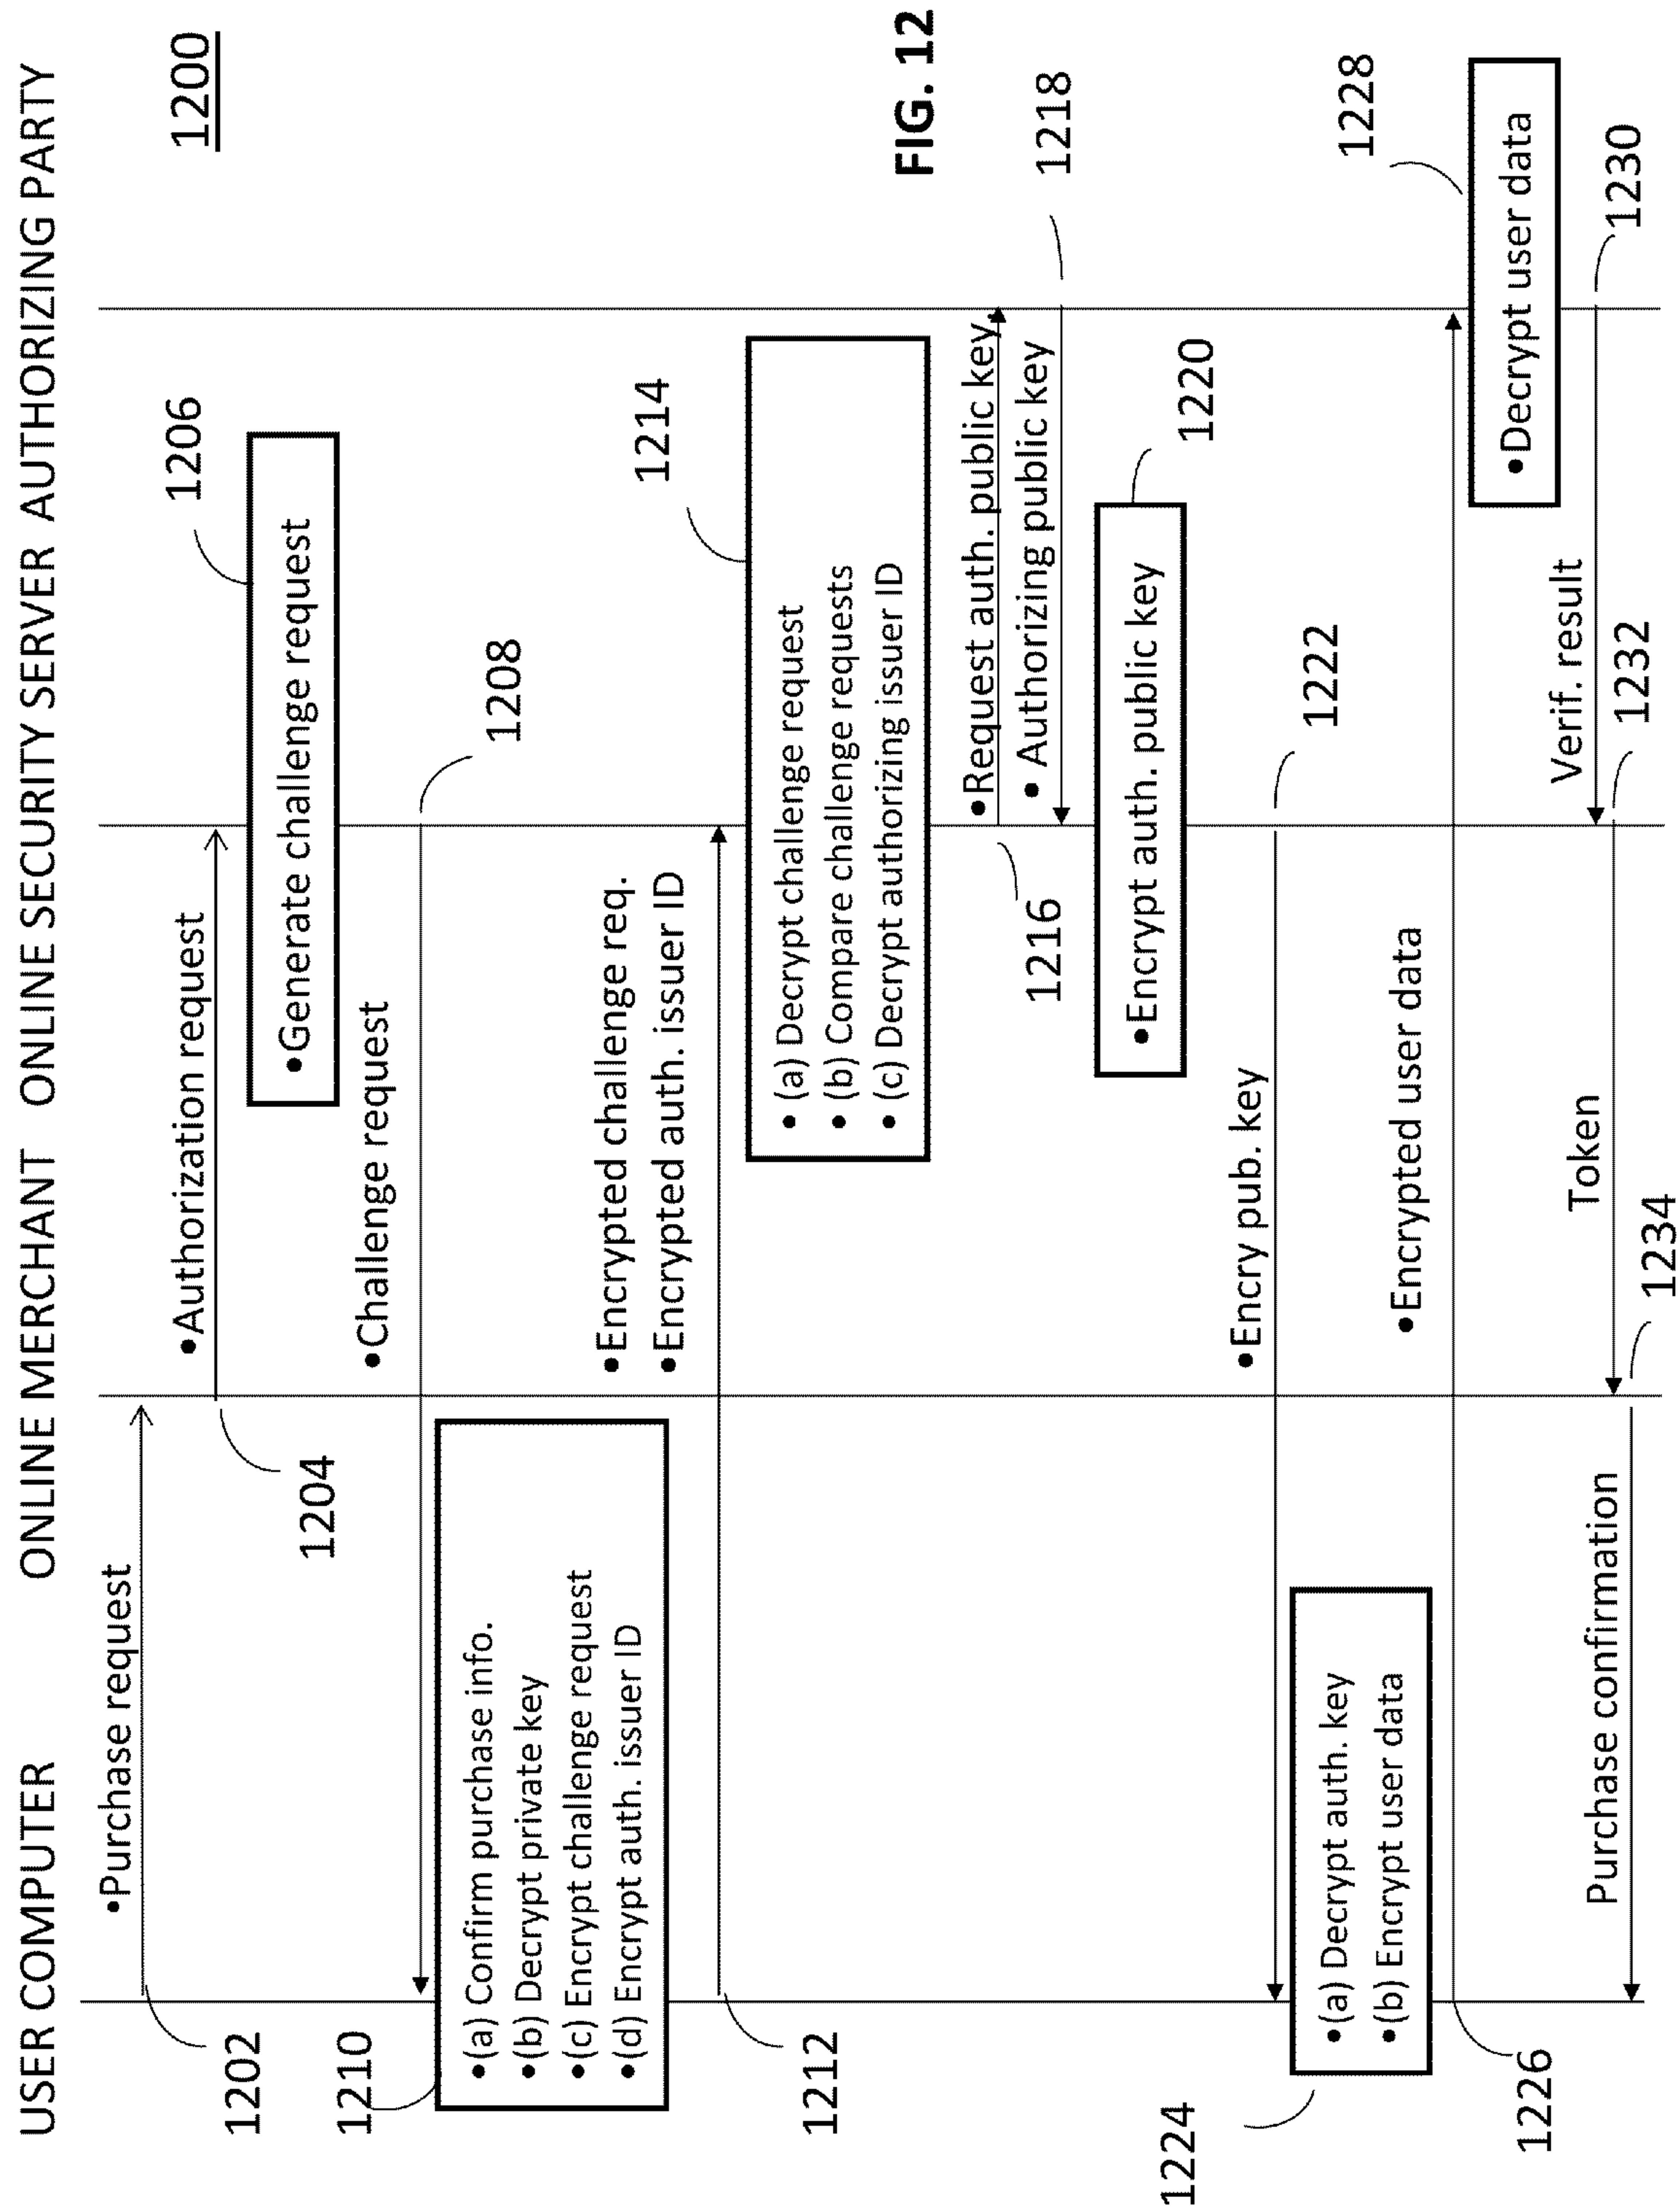 USER COMPUTER
ONLINE MERCHANT
ONLINE SECURITY SERVER
AUTHORIZING PARTY
1200
•Purchase request
1202
•Authorization request
1204
1206
•Generate challenge request
•Challenge request
1208
1210
•(a) Confirm purchase info.
•(b) Decrypt private key
•(c) Encrypt challenge request
•(d) Encrypt auth. issuer ID
•Encrypted challenge req.
•Encrypted auth. issuer ID
1212
1214
• (a) Decrypt challenge request
• (b) Compare challenge requests
• (c) Decrypt authorizing issuer ID
FIG. 12
•Request auth. public key
1216
• Authorizing public key
1218
•Encrypt auth. public key
1220
•Encry pub. key
1222
1224
•(a) Decrypt auth. key
•(b) Encrypt user data
•Encrypted user data
1226
1228
•Decrypt user data
Verif. result
1230
Token
1232
Purchase confirmation
1234